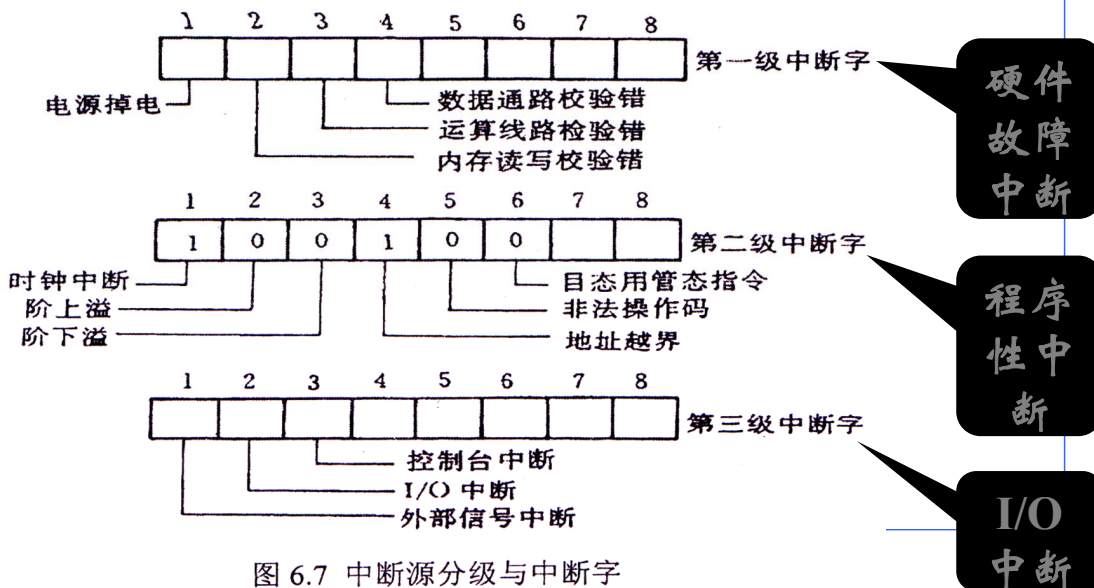 1 2 3 4 5 6 7 8
第一级中断字
电源掉电
数据通路校验错
运算线路检验错
内存读写校验错
硬件
故障
中断
1 2 3 4 5 6 7 8
1 0 0 1 0 0
第二级中断字
时钟中断
阶上溢
阶下溢
目态用管态指令
非法操作码
地址越界
程序
性中
断
1 2 3 4 5 6 7 8
第三级中断字
控制台中断
I/O 中断
外部信号中断
I/O
中断
图 6.7 中断源分级与中断字